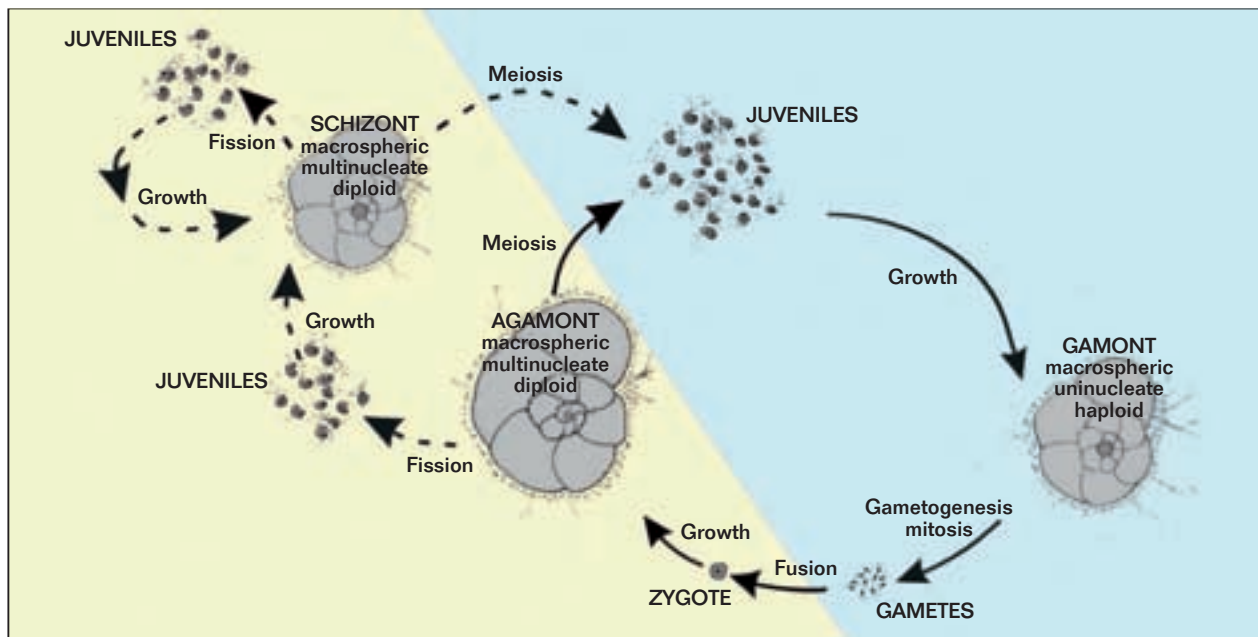 JUVENILES
Meiosis
SCHIZONT
macrospheric
multinucleate
diploid
JUVENILES
Fission
Growth
Meiosis
Growth
Growth
AGAMONT
macrospheric
multinucleate
diploid
GAMONT
macrospheric
uninucleate
haploid
JUVENILES
Fission
Gametogenesis
mitosis
Growth
Fusion
ZYGOTE
GAMETES